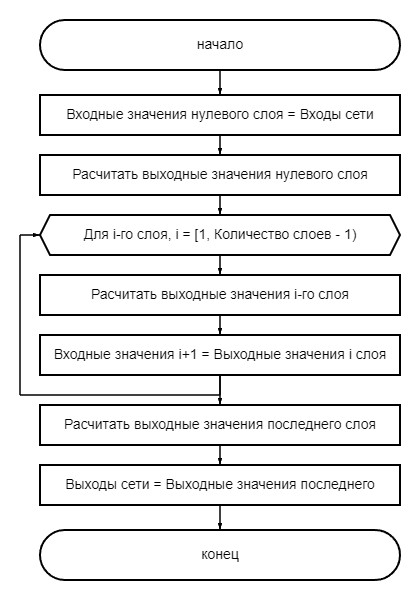 начало
Входные значения нулевого слоя = Входы сети
Расчитать выходные значения нулевого слоя
Для i-го слоя, i = [1, Количество слоев - 1)
Расчитать выходные значения i-го слоя
Входные значения i+1 = Выходные значения i слоя
Расчитать выходные значения последнего слоя
Выходы сети = Выходные значения последнего
конец